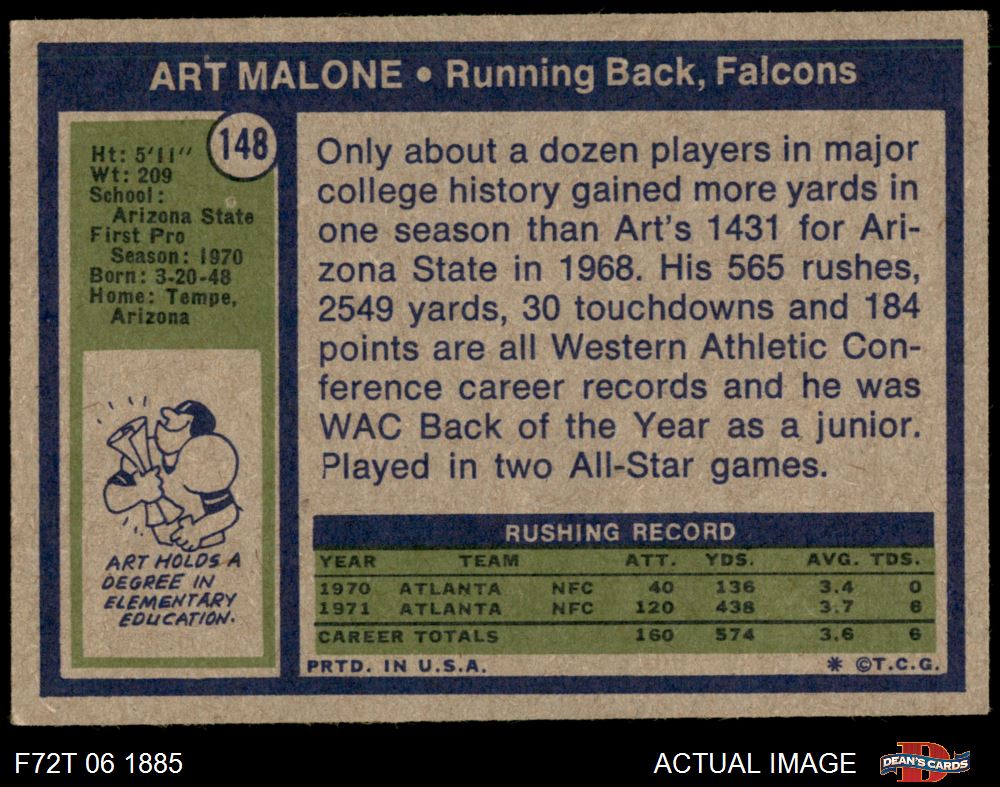 ART MALONE • Running Back, Falcons
148
Ht: 5'11"
Wt: 209
School:
Arizona State
First Pro
Season: 1970
Born: 3-20-48
Home: Tempe,
Arizona
ART HOLDS A
DEGREE IN
ELEMENTARY
EDUCATION.
Only about a dozen players in major
college history gained more yards in
one season than Art's 1431 for Ari-
zona State in 1968. His 565 rushes,
2549 yards, 30 touchdowns and 184
points are all Western Athletic Con-
ference career records and he was
WAC Back of the Year as a junior.
Played in two All-Star games.
RUSHING RECORD
YEAR TEAM ATT. YDS. AVG. TDS.
1970 ATLANTA NFC 40 136 3.4 0
1971 ATLANTA NFC 120 438 3.7 6
CAREER TOTALS 160 574 3.6 6
PRTD. IN U.S.A. * ©T.C.G.
F72T 06 1885 ACTUAL IMAGE
D
DEAN'S CARDS